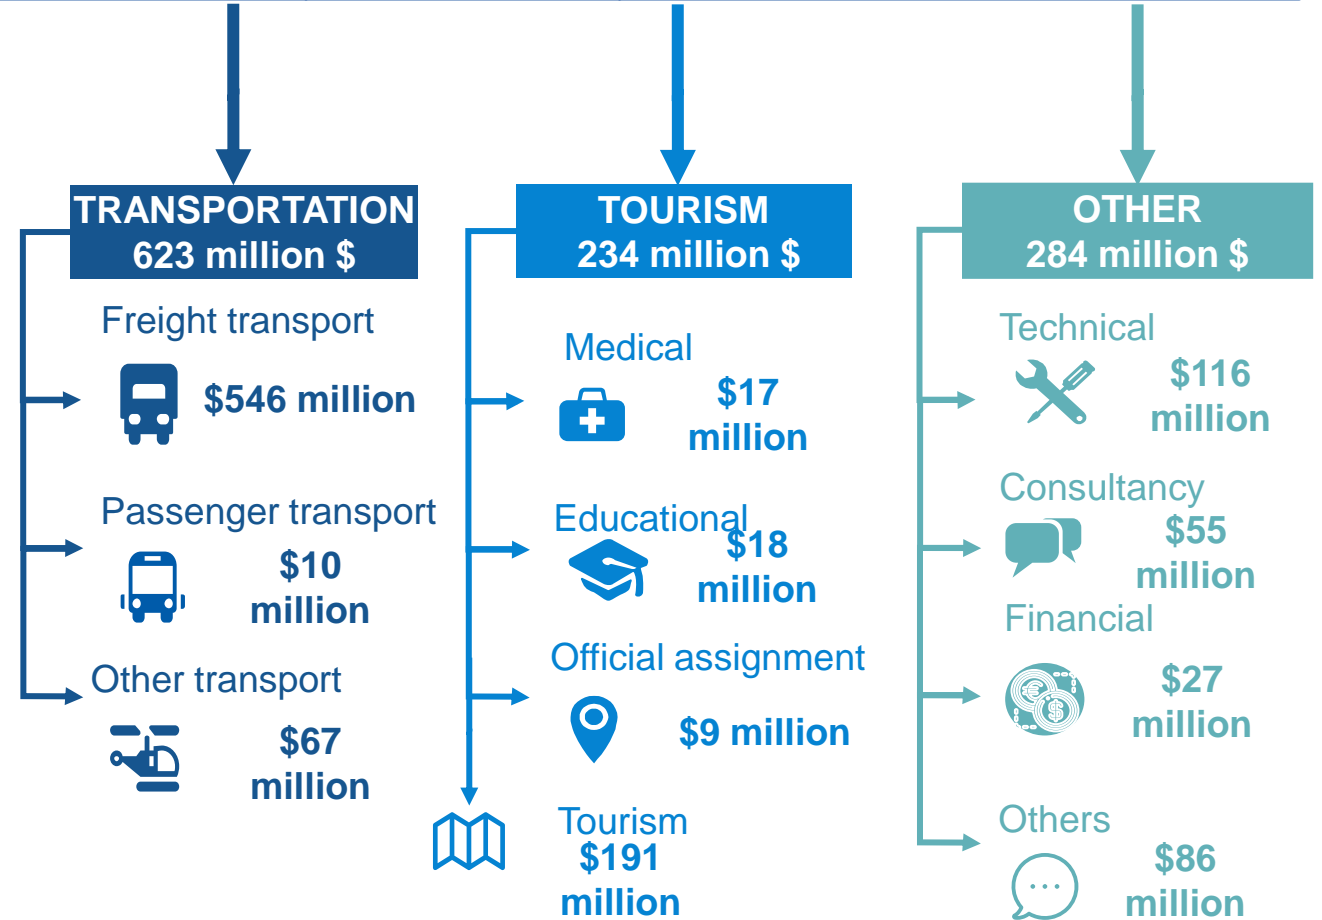 TRANSPORTATION
623 million $
Freight transport
$546 million
Passenger transport
$10
million
Other transport
$67
million
TOURISM
234 million $
Medical
$17
million
Educational
$18
million
Official assignment
$9 million
Tourism
$191
million
OTHER
284 million $
Technical
$116
million
Consultancy
$55
million
Financial
€
$
$27
million
Others
$86
million